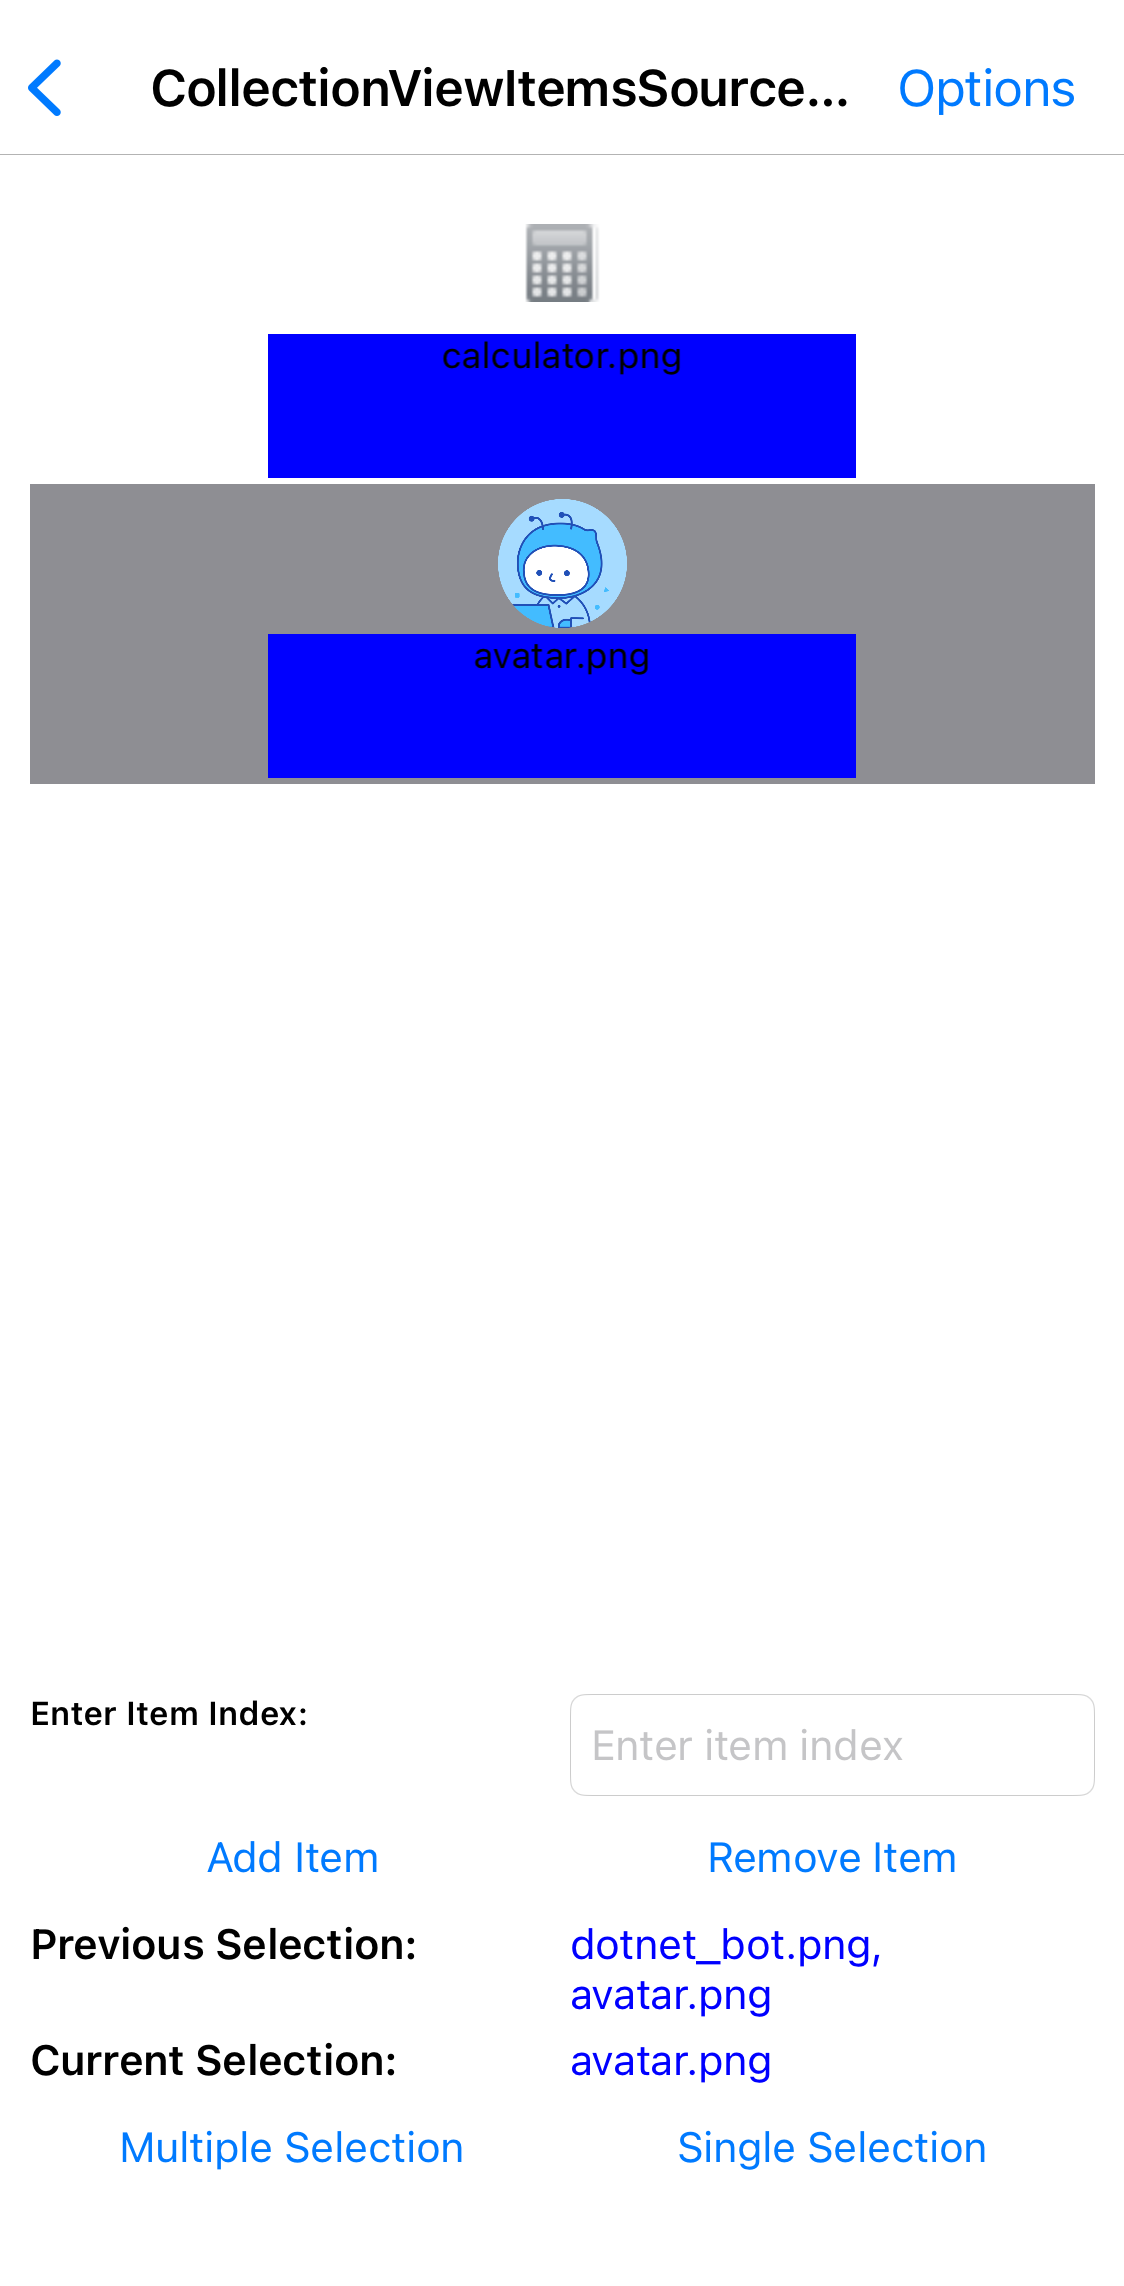 CollectionViewItemsSource...
Options
calculator.png
avatar.png
Enter Item Index:
Enter item index
Add Item
Remove Item
Previous Selection:
dotnet_bot.png,
avatar.png
Current Selection:
avatar.png
Multiple Selection
Single Selection